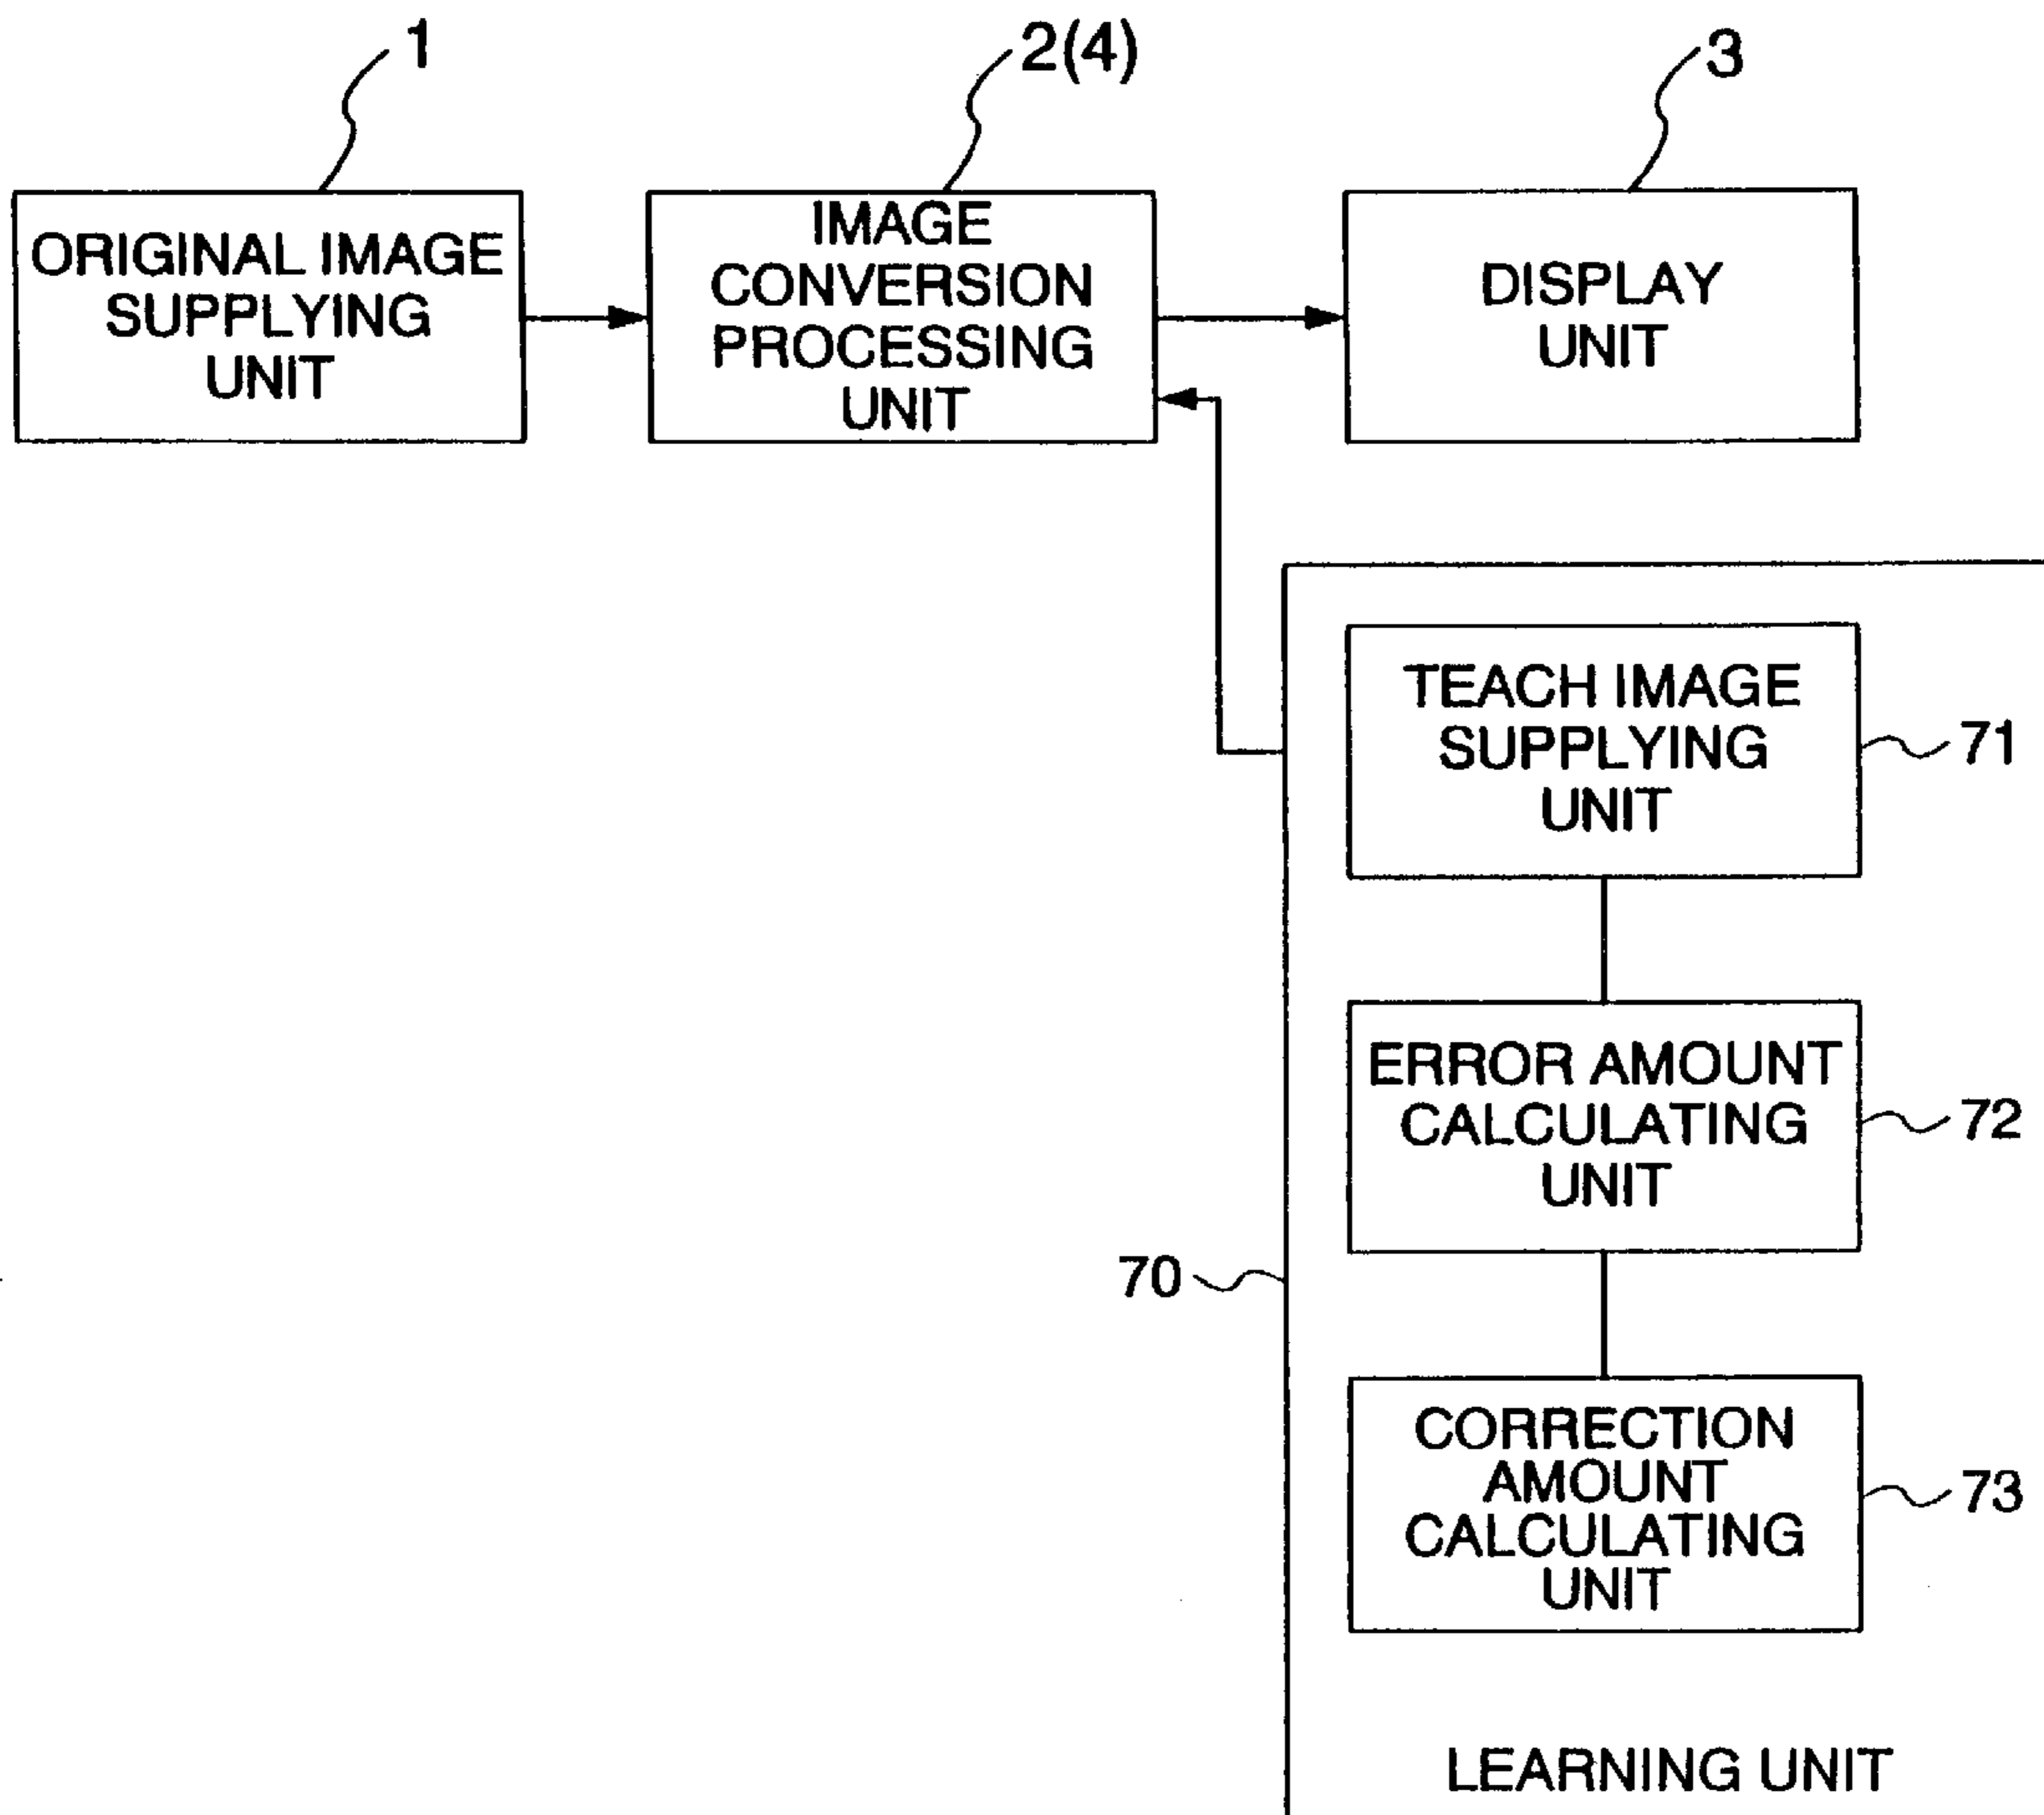 1
2(4)
3
ORIGINAL IMAGE
SUPPLYING
UNIT
IMAGE
CONVERSION
PROCESSING
UNIT
DISPLAY
UNIT
TEACH IMAGE
SUPPLYING
UNIT
71
ERROR AMOUNT
CALCULATING
UNIT
72
70
CORRECTION
AMOUNT
CALCULATING
UNIT
73
LEARNING UNIT